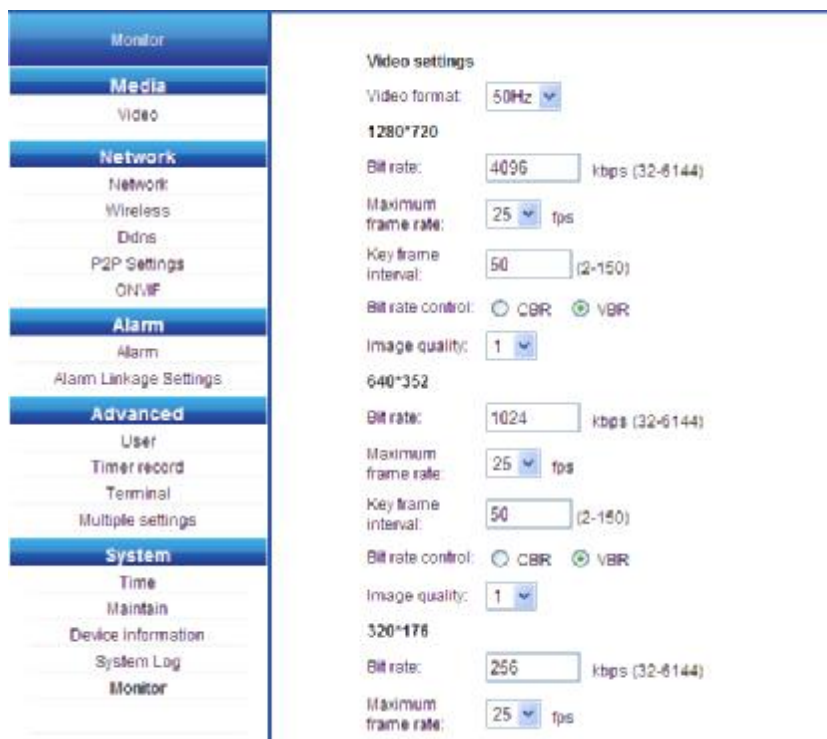 Monitor
Media
Video
Network
Network
Wireless
Ddns
P2P Settings
ONVIF
Alarm
Alarm
Alarm Linkage Settings
Advanced
User
Timer record
Terminal
Multiple settings
System
Time
Maintain
Device information
System Log
Monitor
Video settings
Video format: 50Hz
1280*720
Bit rate: 4096 kbps (32-6144)
Maximum
frame rate: 25 fps
Key frame
interval: 50 (2-150)
Bit rate control: CBR VBR
Image quality: 1
640*352
Bit rate: 1024 kbps (32-6144)
Maximum
frame rate: 25 fps
Key frame
interval: 50 (2-150)
Bit rate control: CBR VBR
Image quality: 1
320*176
Bit rate: 256 kbps (32-6144)
Maximum
frame rate: 25 fps